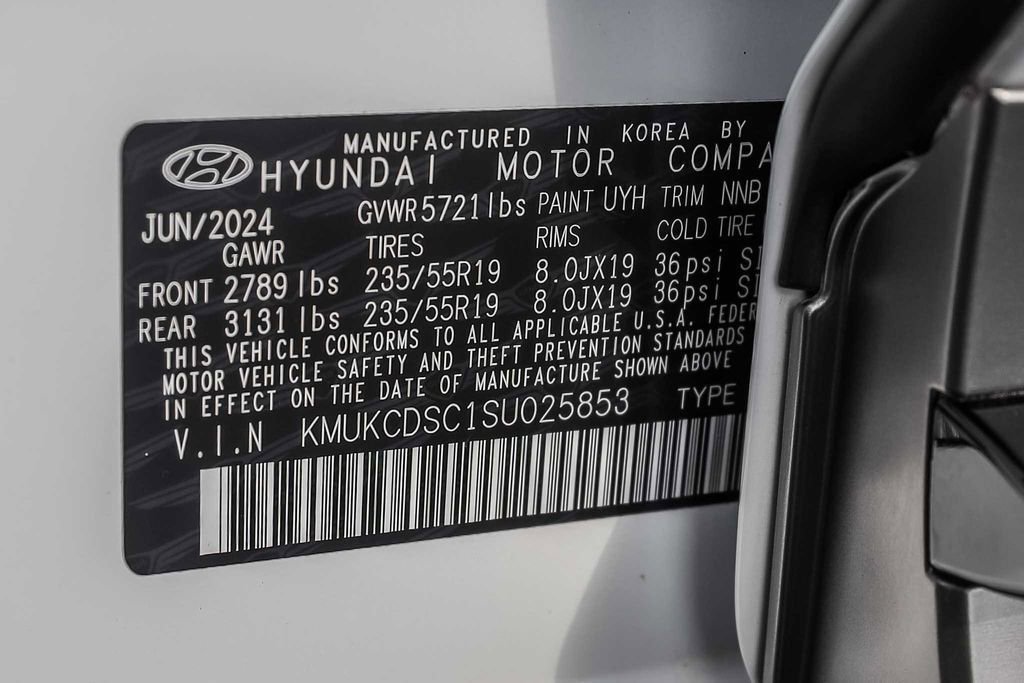 MANUFACTURED IN KOREA BY
HYUNDAI MOTOR COMPA
JUN/2024 GVWR 5721 lbs PAINT UYH TRIM NNB
GAWR TIRES RIMS COLD TIRE
FRONT 2789 lbs 235/55R19 8.0JX19 36psi SI
REAR 3131 lbs 235/55R19 8.0JX19 36psi SI
THIS VEHICLE CONFORMS TO ALL APPLICABLE U.S.A. FEDER
MOTOR VEHICLE SAFETY AND THEFT PREVENTION STANDARDS
IN EFFECT ON THE DATE OF MANUFACTURE SHOWN ABOVE
V.I.N KMUKCDSC1SU025853 TYPE